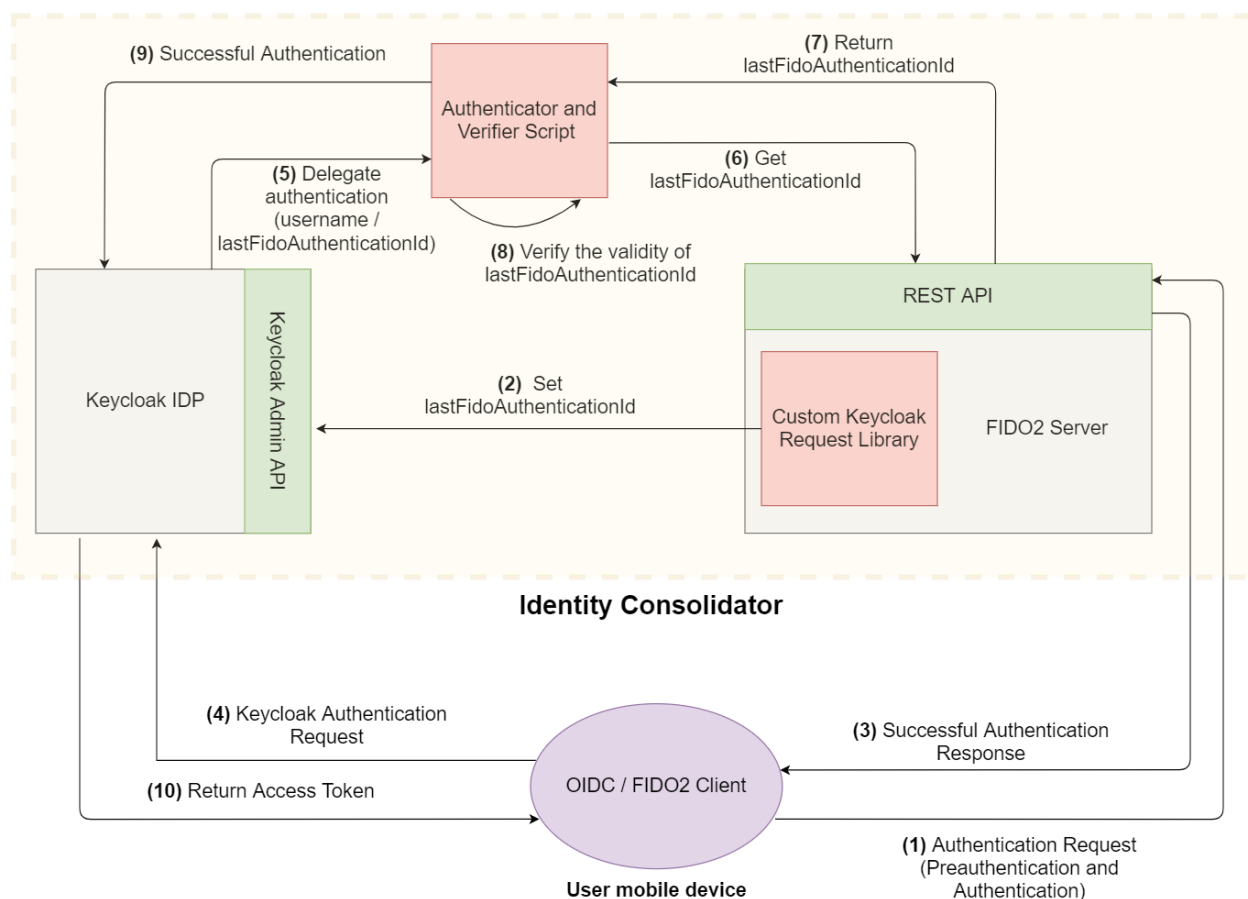 (9) Successful Authentication
(7) Return
lastFidoAuthenticationId
Authenticator and
Verifier Script
(5) Delegate
authentication
(username /
lastFidoAuthenticationId)
(6) Get
lastFidoAuthenticationId
(8) Verify the validity of
lastFidoAuthenticationId
REST API
Keycloak IDP
Keycloak Admin API
(2) Set
lastFidoAuthenticationId
Custom Keycloak
Request Library
FIDO2 Server
Identity Consolidator
(4) Keycloak Authentication
Request
(3) Successful Authentication
Response
OIDC / FIDO2 Client
(10) Return Access Token
(1) Authentication Request
(Preauthentication and
Authentication)
User mobile device